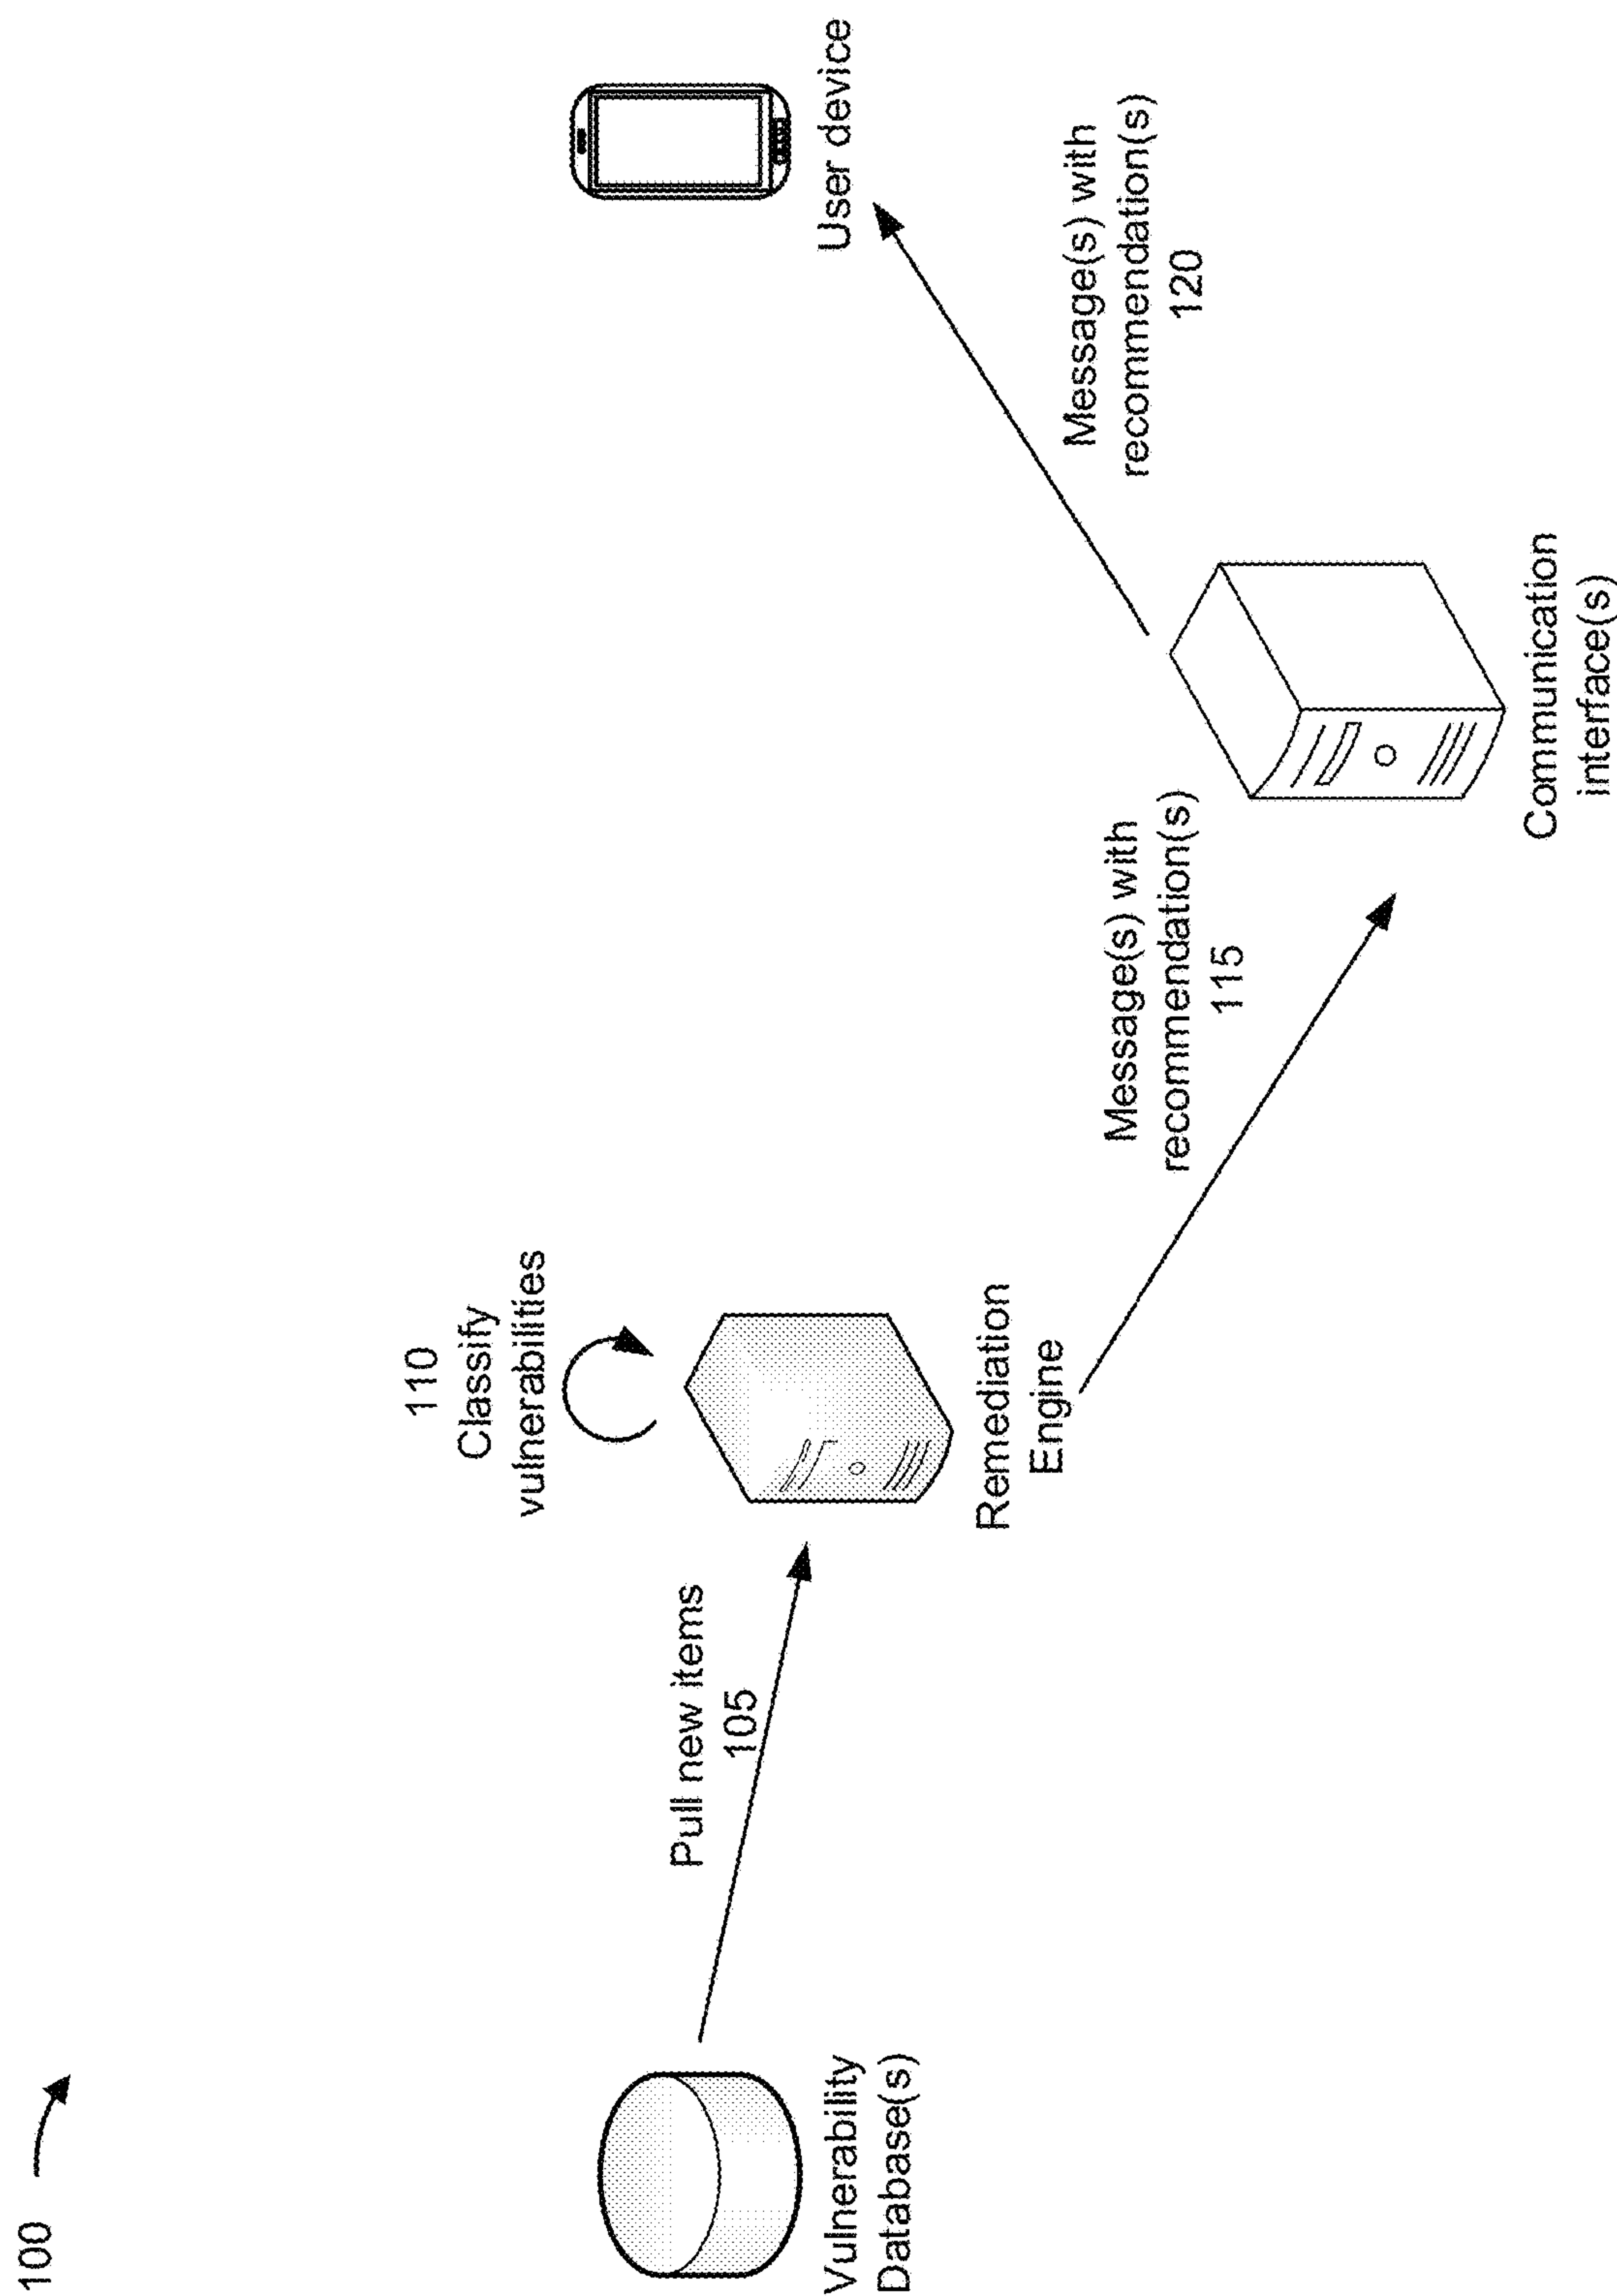 100
110
Classify
vulnerabilities
Pull new items
105
Vulnerability
Database(s)
Remediation
Engine
Message(s) with
recommendation(s)
115
Communication
interface(s)
Message(s) with
recommendation(s)
120
User device